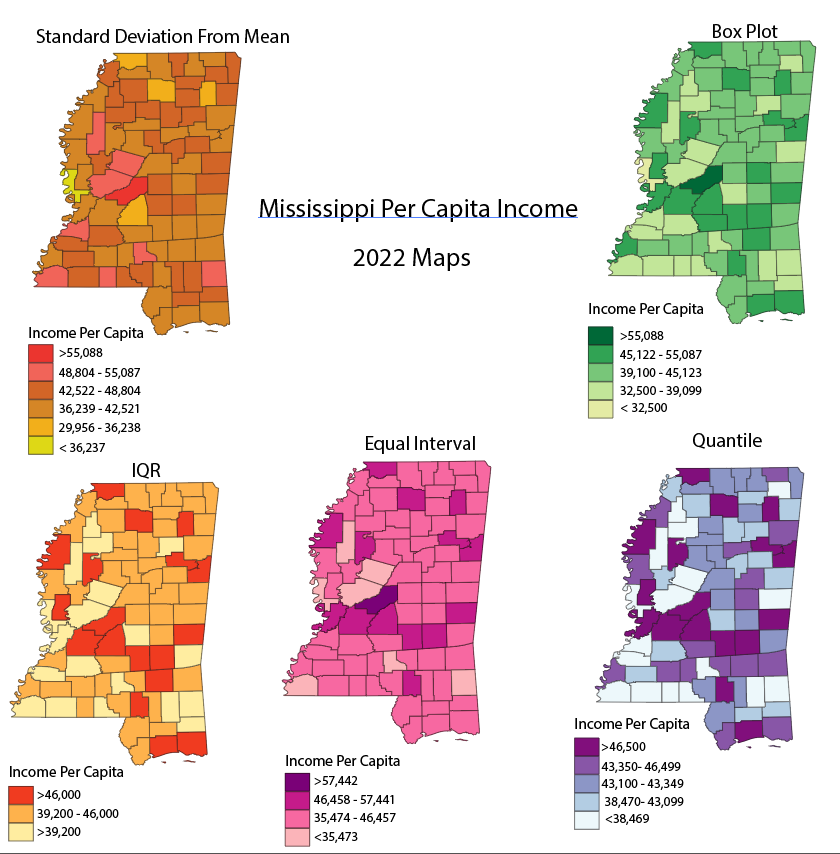 Standard Deviation From Mean
Box Plot
Mississippi Per Capita Income
2022 Maps
Income Per Capita
>55,088
48,804 - 55,087
42,522 - 48,804
36,239 - 42,521
29,956 - 36,238
< 36,237
Income Per Capita
>55,088
45,122 - 55,087
39,100 - 45,123
32,500 - 39,099
< 32,500
IQR
Equal Interval
Quantile
Income Per Capita
>46,000
39,200 - 46,000
>39,200
Income Per Capita
>57,442
46,458 - 57,441
35,474 - 46,457
<35,473
Income Per Capita
>46,500
43,350- 46,499
43,100 - 43,349
38,470- 43,099
<38,469